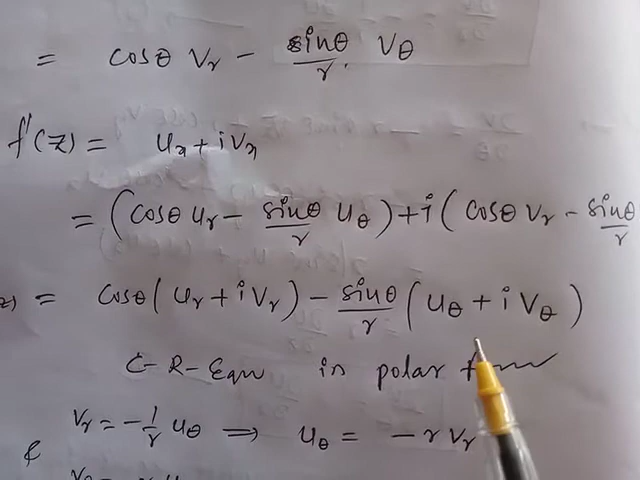 = cosθ v_r - sinθ/r v_θ
f'(z) = u_x + i v_x
= (cosθ u_r - sinθ/r u_θ) + i (cosθ v_r - sinθ/r
z) = cosθ (u_r + i v_r) - sinθ/r (u_θ + i v_θ)
C-R-Eqn in polar form
& v_r = -1/r u_θ ⟹ u_θ = -r v_r